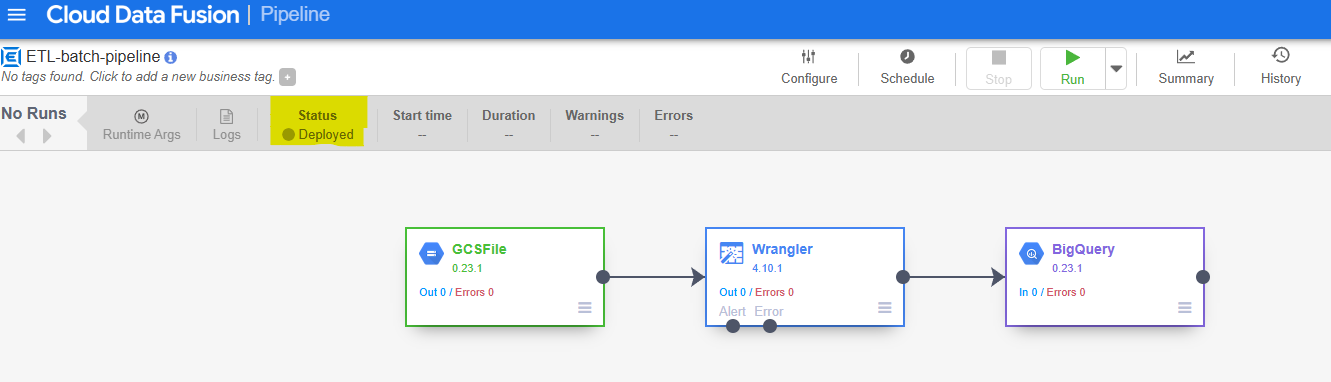 Cloud Data Fusion | Pipeline
ETL-batch-pipeline
No tags found. Click to add a new business tag. +
Configure
Schedule
Stop
Run
Summary
History
No Runs
Runtime Args
Logs
Status
Deployed
Start time
--
Duration
--
Warnings
--
Errors
--
GCSFile
0.23.1
Out 0 / Errors 0
Wrangler
4.10.1
Out 0 / Errors 0
Alert Error
BigQuery
0.23.1
In 0 / Errors 0